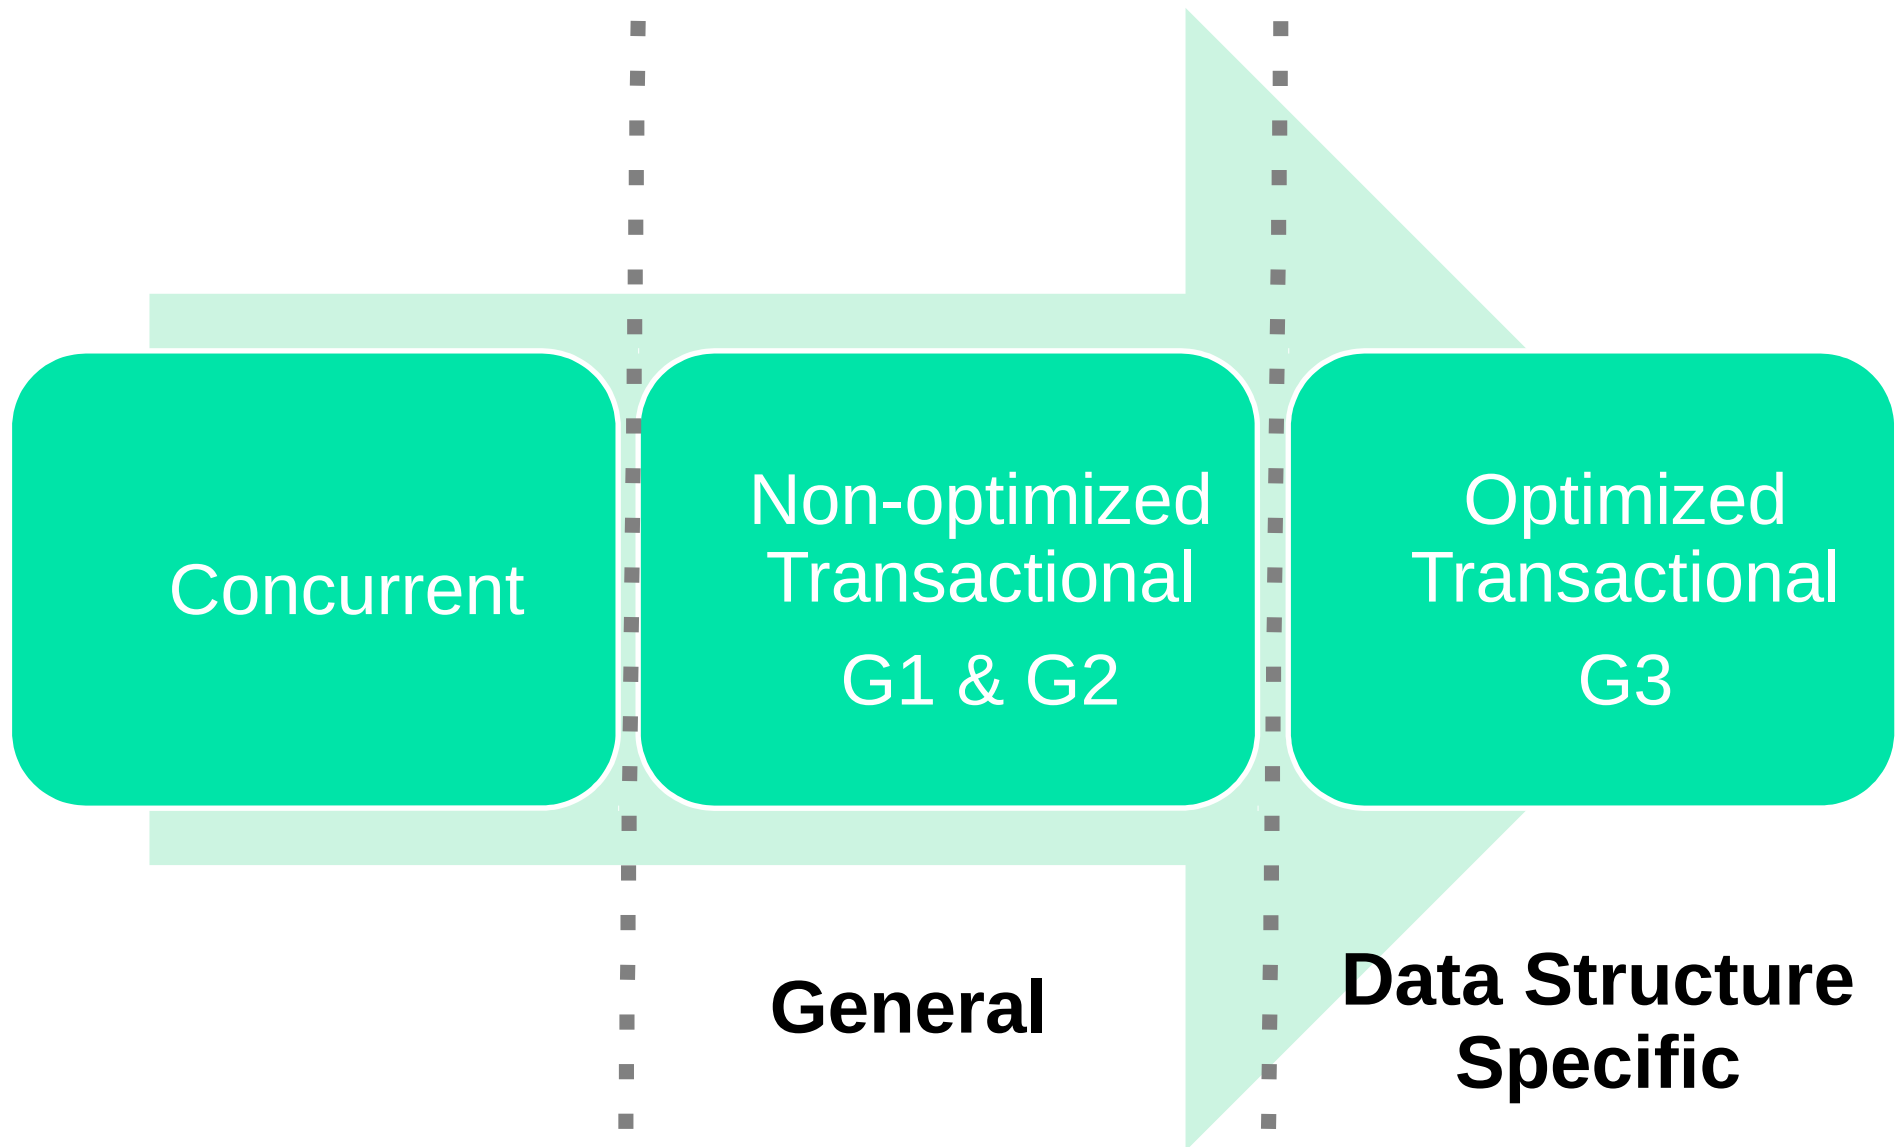 Concurrent
Non-optimized
Transactional
G1 & G2
Optimized
Transactional
G3
General
Data Structure
Specific